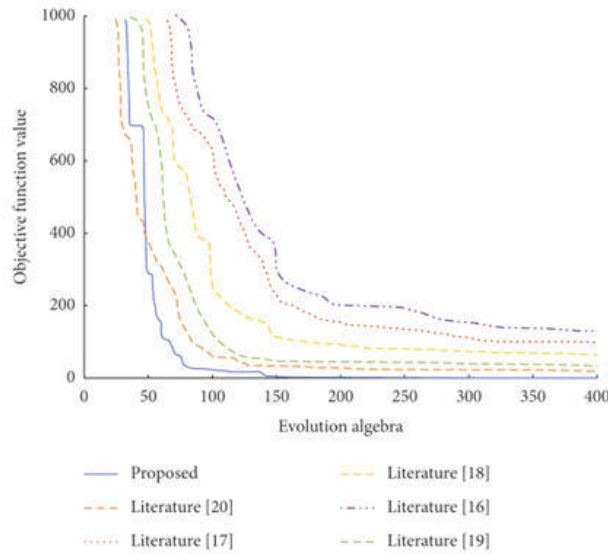 1000
800
600
400
200
0
Objective function value
0 50 100 150 200 250 300 350 400
Evolution algebra
Proposed
Literature [20]
Literature [17]
Literature [18]
Literature [16]
Literature [19]